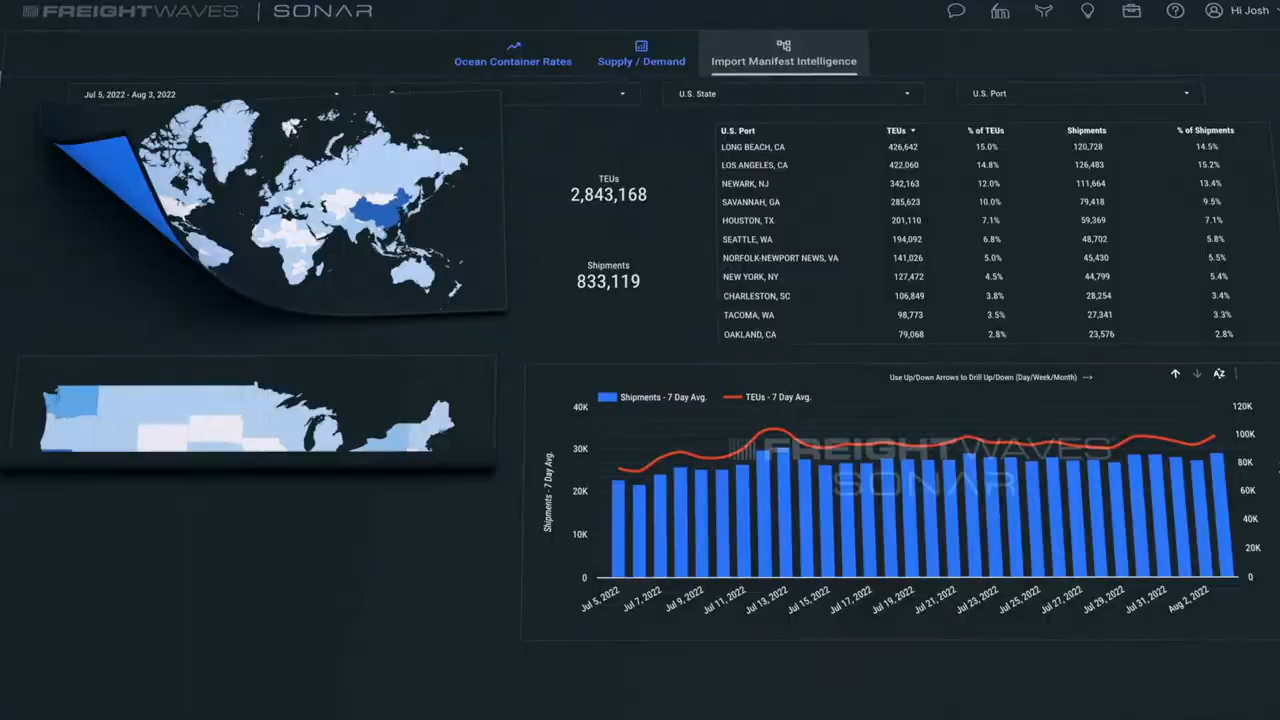 FREIGHTWAVES | SONAR
Hi Josh
Ocean Container Rates
Supply / Demand
Import Manifest Intelligence
Jul 5, 2022 - Aug 3, 2022
U.S. State
U.S. Port
TEUs
2,843,168
Shipments
833,119
U.S. Port TEUs % of TEUs Shipments % of Shipments
LONG BEACH, CA 426,642 15.0% 120,728 14.5%
LOS ANGELES, CA 422,060 14.8% 126,483 15.2%
NEWARK, NJ 342,163 12.0% 111,664 13.4%
SAVANNAH, GA 285,623 10.0% 79,418 9.5%
HOUSTON, TX 201,110 7.1% 59,369 7.1%
SEATTLE, WA 194,092 6.8% 48,702 5.8%
NORFOLK-NEWPORT NEWS, VA 141,026 5.0% 45,430 5.5%
NEW YORK, NY 127,472 4.5% 44,799 5.4%
CHARLESTON, SC 106,849 3.8% 28,254 3.4%
TACOMA, WA 98,773 3.5% 27,341 3.3%
OAKLAND, CA 79,068 2.8% 23,576 2.8%
Use Up/Down Arrows to Drill Up/Down (Day/Week/Month) -->
Shipments - 7 Day Avg.
TEUs - 7 Day Avg.
Shipments - 7 Day Avg.
40K
30K
20K
10K
0
120K
100K
80K
60K
40K
20K
0
FREIGHTWAVES
SONAR
Jul 5, 2022
Jul 7, 2022
Jul 9, 2022
Jul 11, 2022
Jul 13, 2022
Jul 15, 2022
Jul 17, 2022
Jul 19, 2022
Jul 21, 2022
Jul 23, 2022
Jul 25, 2022
Jul 27, 2022
Jul 29, 2022
Jul 31, 2022
Aug 2, 2022